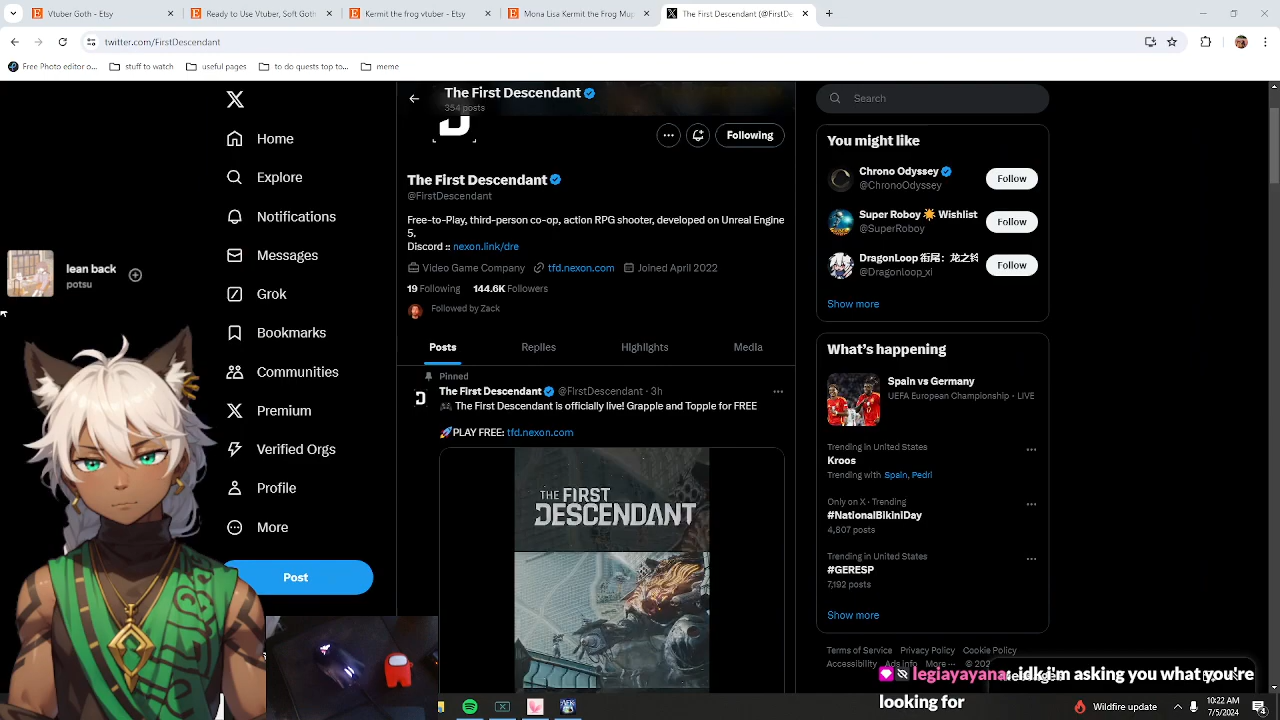 Vtuber Goth - Etsy
Ready to Use Vtuber, Soft Goth
Kermit the frog vtuber - Etsy
Mona Lisa Kermit the Frog Mup
The First Descendant (@FirstDe
twitter.com/FirstDescendant
Free Photo editor o...
stuff to watch
useful pages
to do quests top to...
meme
Home
Explore
Notifications
Messages
Grok
Bookmarks
Communities
Premium
Verified Orgs
Profile
More
Post
lean back
potsu
The First Descendant
354 posts
Following
The First Descendant
@FirstDescendant
Free-to-Play, third-person co-op, action RPG shooter, developed on Unreal Engine
5.
Discord :: nexon.link/dre
Video Game Company tfd.nexon.com Joined April 2022
19 Following 144.6K Followers
Followed by Zack
Posts Replies Highlights Media
Pinned
The First Descendant @FirstDescendant · 3h
🎮 The First Descendant is officially live! Grapple and Topple for FREE
🚀PLAY FREE: tfd.nexon.com
THE FIRST
DESCENDANT
Search
You might like
Chrono Odyssey
@ChronoOdyssey
Follow
Super Roboy ☀️ Wishlist
@SuperRoboy
Follow
DragonLoop 衔尾：龙之铃
@Dragonloop_xi
Follow
Show more
What's happening
Spain vs Germany
UEFA European Championship · LIVE
Trending in United States
Kroos
Trending with Spain, Pedri
Only on X · Trending
#NationalBikiniDay
4,807 posts
Trending in United States
#GERESP
7,192 posts
Show more
Terms of Service Privacy Policy Cookie Policy
Accessibility Ads info More ··· © 202
legiayayana: idki'm asking you what you're
looking for
Wildfire update
10:22 AM
7/5/2024